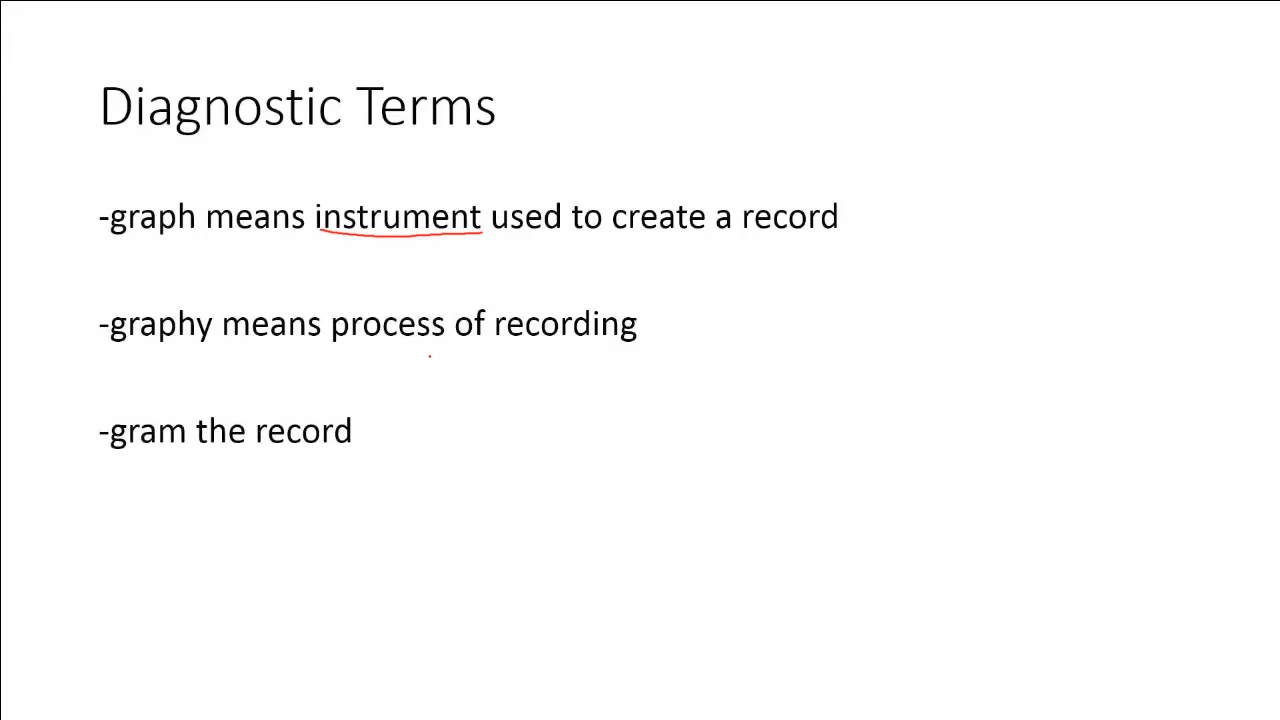 Diagnostic Terms
-graph means instrument used to create a record
-graphy means process of recording
-gram the record